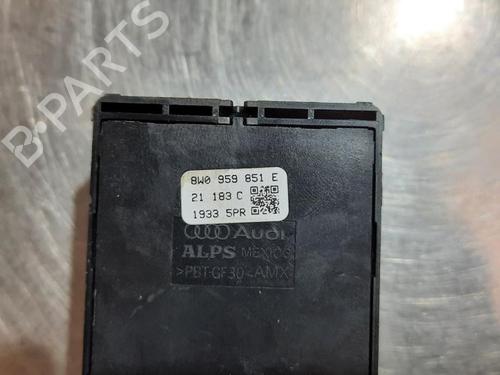 B-PARTS
8W0 959 851 E
21 183 C
1933 5PR
Audi
ALPS MEXICO
>PBT-GF30<AMX